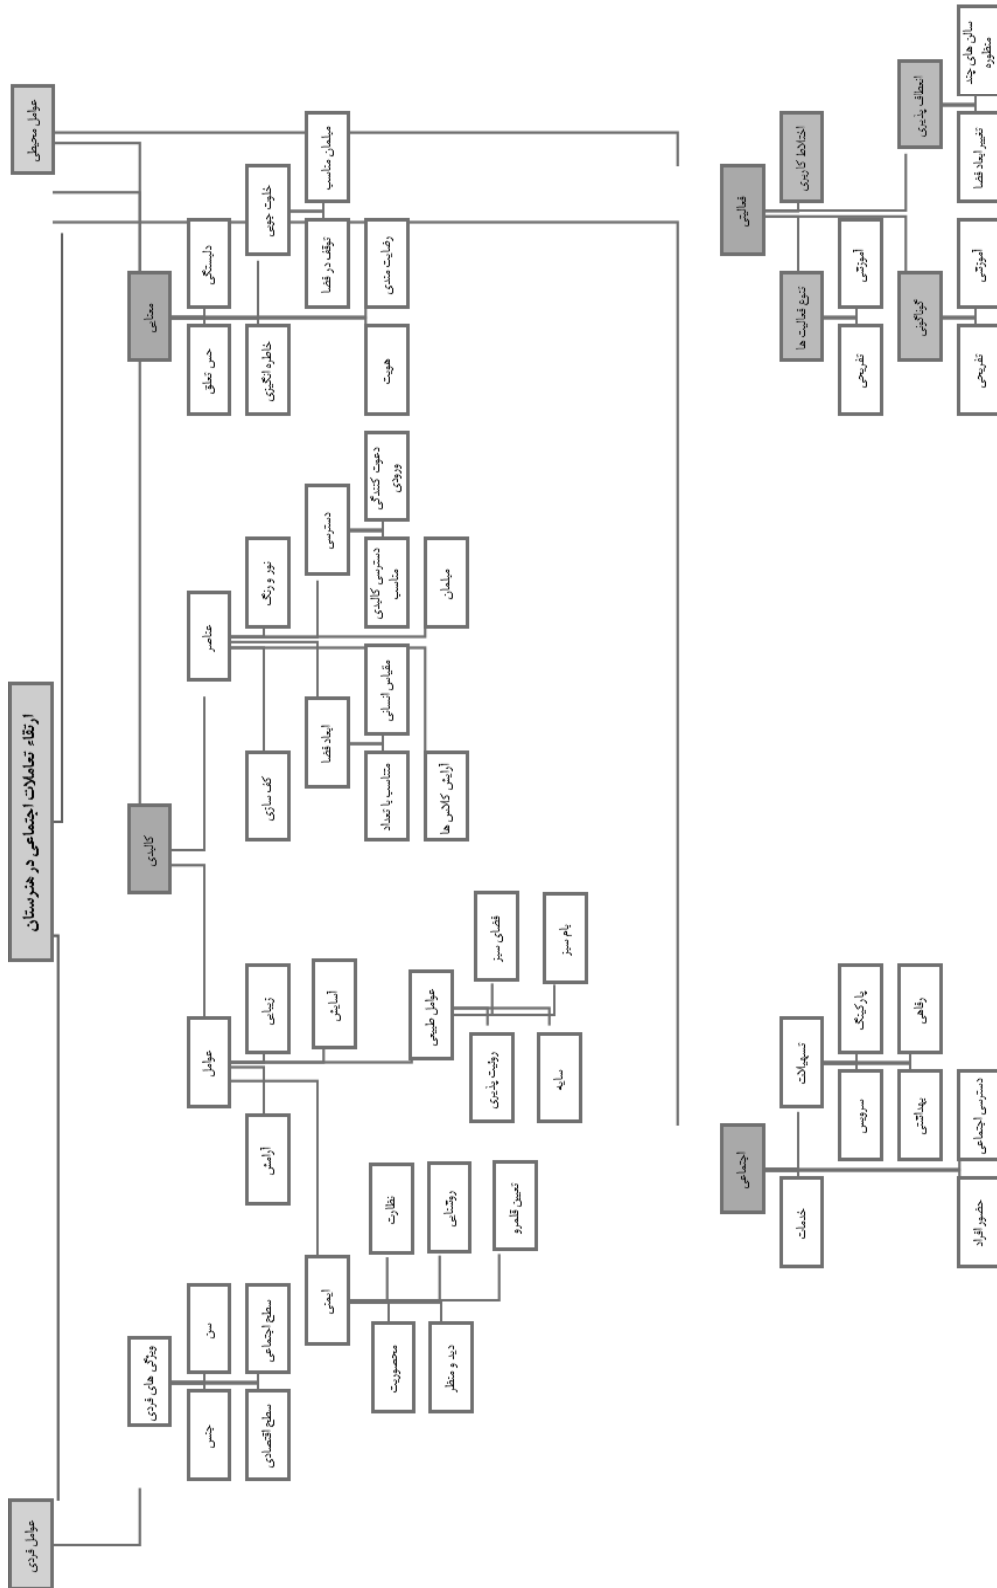 ارتقاء تعاملات اجتماعی در هنرستان
عوامل محیطی
عوامل فردی
معنایی
کالبدی
ویژگی های فردی
دلبستگی
حس تعلق
خلوت جویی
خاطره انگیزی
مبلمان مناسب
توقف در فضا
رضایت مندی
هویت
عناصر
نور و رنگ
کف سازی
دسترسی
ابعاد فضا
دعوت کنندگی
ورودی
دسترسی کالبدی
مناسب
مقیاس انسانی
متناسب با تعداد
مبلمان
آرایش کلاس ها
عوامل
زیبایی
آرامش
آسایش
ایمنی
عوامل طبیعی
فضای سبز
رویت پذیری
بام سبز
سایه
نظارت
محصوریت
روشنایی
دید و منظر
تعیین قلمرو
سن
جنس
سطح اجتماعی
سطح اقتصادی
فعالیتی
اجتماعی
اختلاط کاربری
تنوع فعالیت ها
آموزشی
تفریحی
انعطاف پذیری
گوناگونی
سالن های چند
منظوره
تغییر ابعاد فضا
آموزشی
تفریحی
تسهیلات
خدمات
پارکینگ
سرویس
رفاهی
بهداشتی
دسترسی اجتماعی
حضور افراد